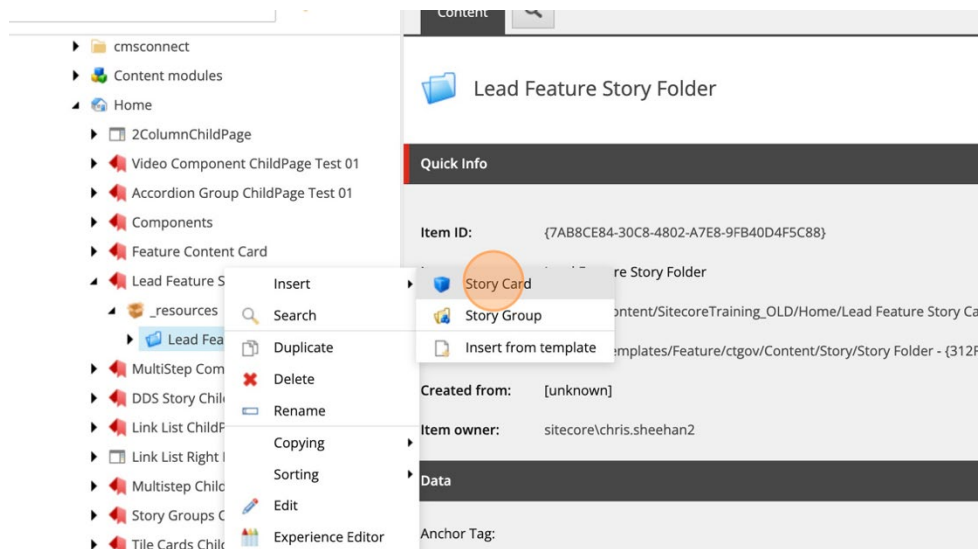 Content
cmsconnect
Content modules
Home
2ColumnChildPage
Video Component ChildPage Test 01
Accordion Group ChildPage Test 01
Components
Feature Content Card
Lead Feature S
_resources
Lead Fea
MultiStep Com
DDS Story Chil
Link List ChildP
Link List Right
Multistep Child
Story Groups C
Tile Cards Chil
Insert
Search
Duplicate
Delete
Rename
Copying
Sorting
Edit
Experience Editor
Story Card
Story Group
Insert from template
Lead Feature Story Folder
Quick Info
Item ID: {7AB8CE84-30C8-4802-A7E8-9FB40D4F5C88}
re Story Folder
ontent/SitecoreTraining_OLD/Home/Lead Feature Story Ca
emplates/Feature/ctgov/Content/Story/Story Folder - {312F
Created from: [unknown]
Item owner: sitecore\chris.sheehan2
Data
Anchor Tag: